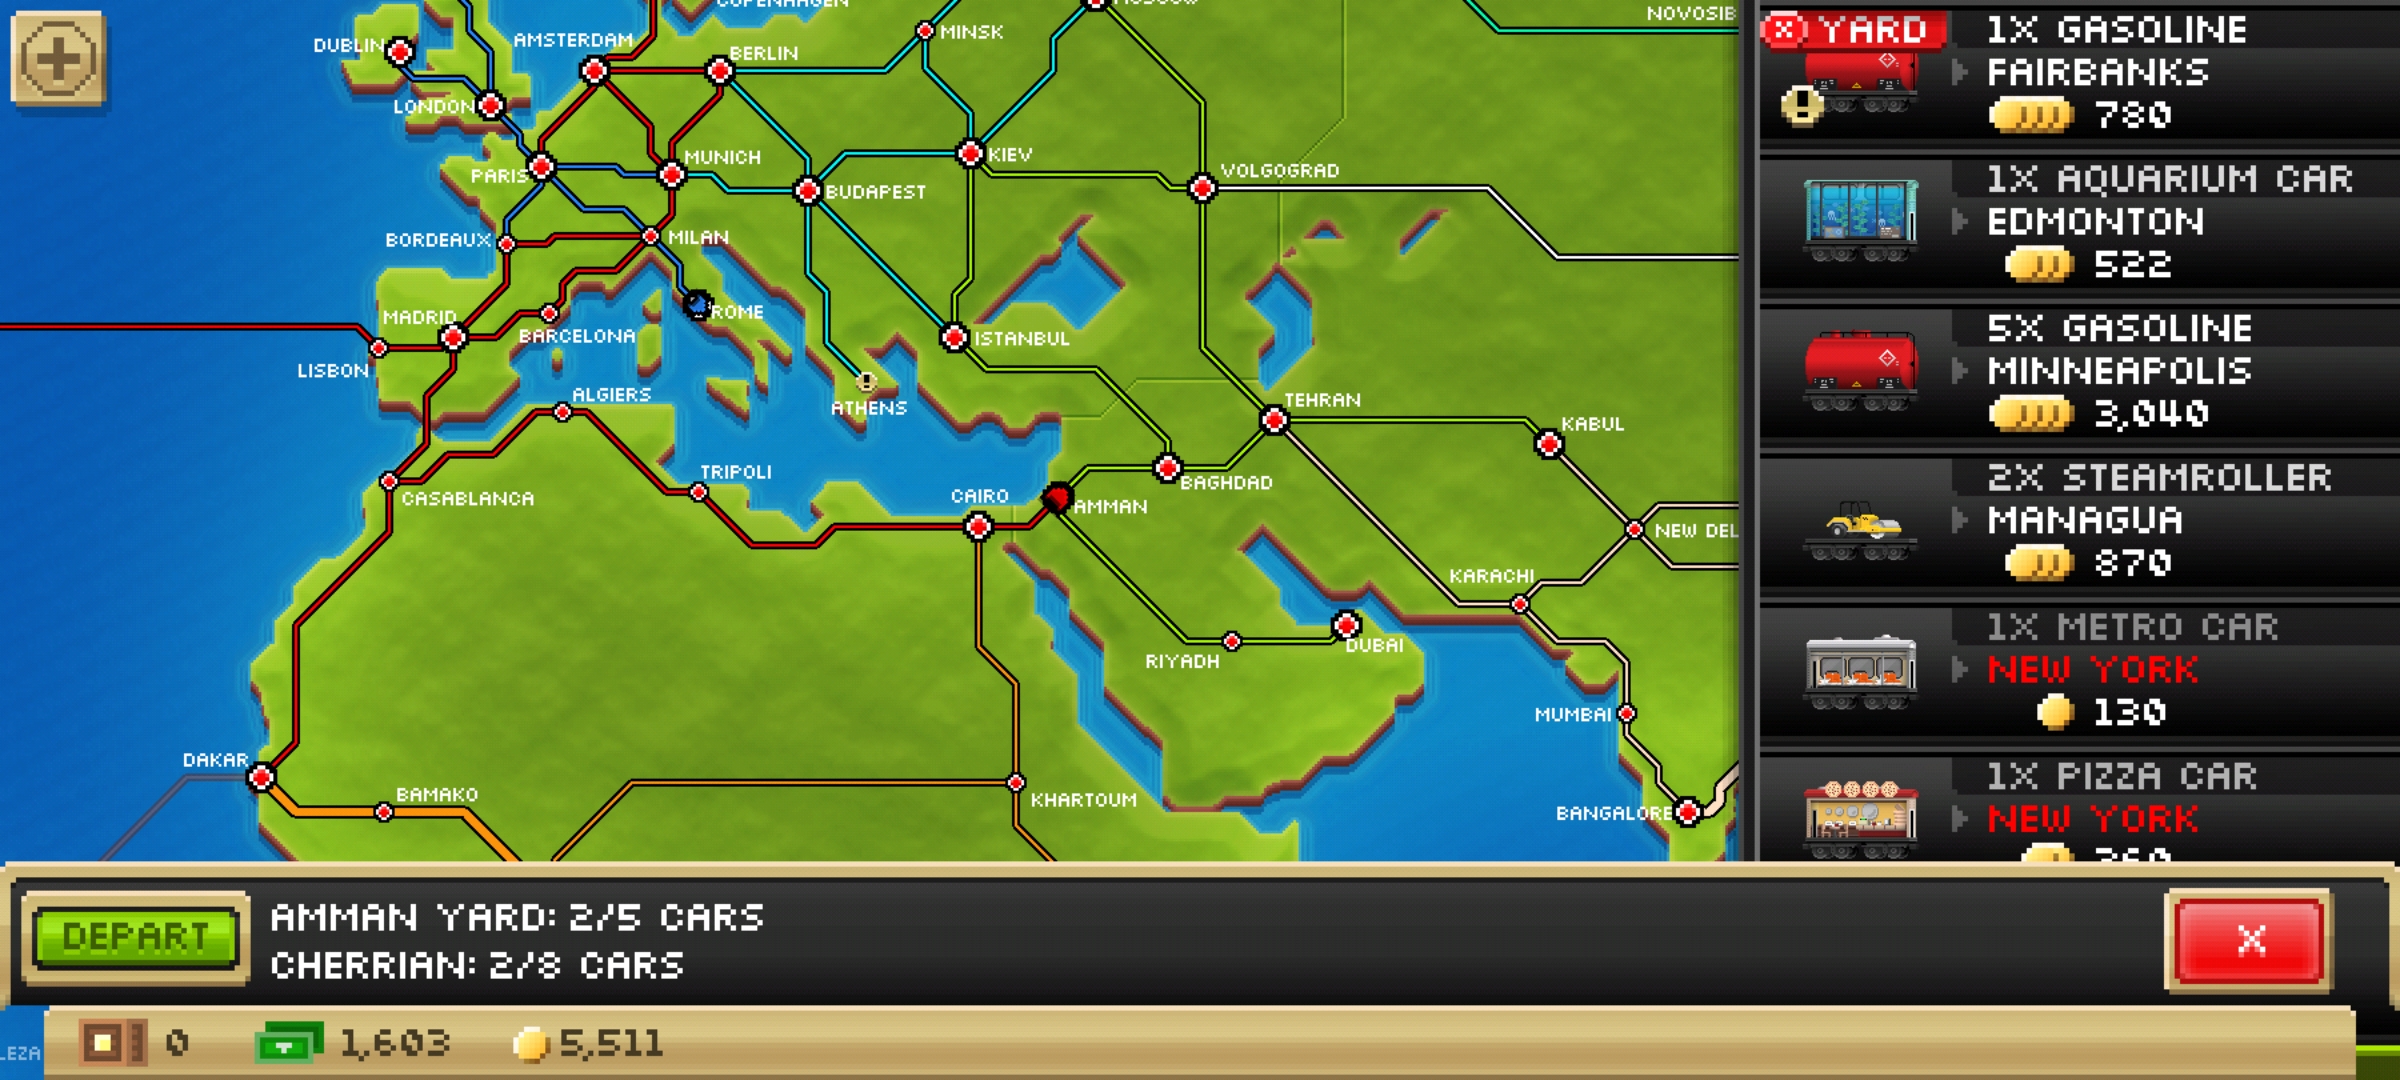 COPENHAGEN
MOSCOW
NOVOSIB
DUBLIN
AMSTERDAM
MINSK
BERLIN
LONDON
PARIS
MUNICH
KIEV
BUDAPEST
VOLGOGRAD
BORDEAUX
MILAN
MADRID
ROME
BARCELONA
ISTANBUL
LISBON
ALGIERS
ATHENS
TEHRAN
KABUL
TRIPOLI
CASABLANCA
CAIRO
AMMAN
BAGHDAD
NEW DEL
KARACHI
RIYADH
DUBAI
MUMBAI
DAKAR
BAMAKO
KHARTOUM
BANGALORE
X YARD
1X GASOLINE
FAIRBANKS
780
1X AQUARIUM CAR
EDMONTON
522
5X GASOLINE
MINNEAPOLIS
3,040
2X STEAMROLLER
MANAGUA
870
1X METRO CAR
NEW YORK
130
1X PIZZA CAR
NEW YORK
260
DEPART
AMMAN YARD: 2/5 CARS
CHERRIAN: 2/8 CARS
X
LEZA
0
1,603
5,511